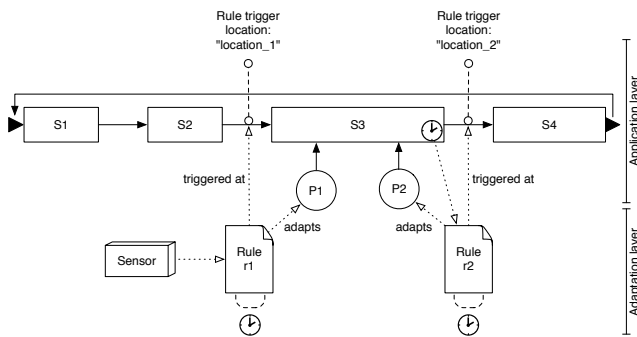 Rule trigger
location:
"location_1"
Rule trigger
location:
"location_2"
S1
S2
S3
S4
Application layer
triggered at
P1
P2
triggered at
adapts
adapts
Sensor
Rule
r1
Rule
r2
Adaptation layer